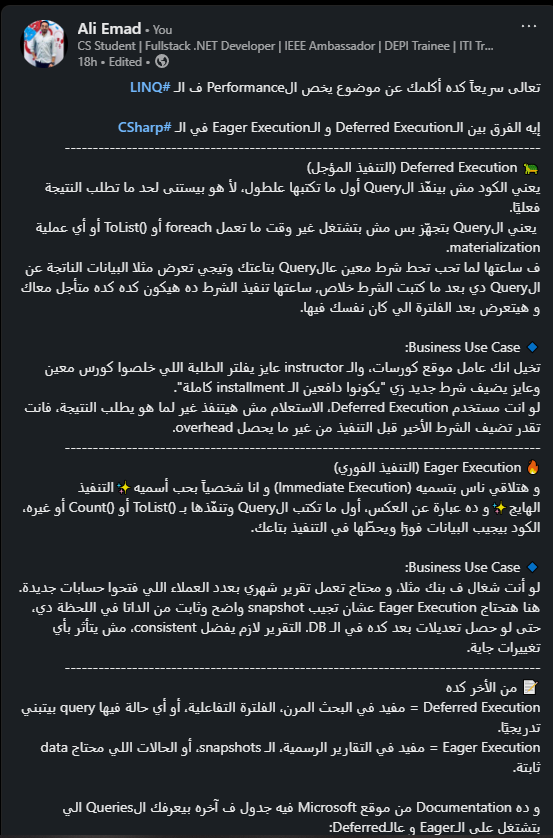 Ali Emad • You
CS Student | Fullstack .NET Developer | IEEE Ambassador | DEPI Trainee | ITI Tr...
18h • Edited •
تعالى سريعاً كده أكلمك عن موضوع يخص الPerformance ف الـ #LINQ
إيه الفرق بين الـDeferred Execution و الـEager Execution في الـ #CSharp
------------------------------------------------------------
🐢 Deferred Execution (التنفيذ المؤجل)
يعني الكود مش بينفّذ الQuery أول ما تكتبها علطول، لأ هو بيستنى لحد ما تطلب النتيجة
فعليًا.
يعني الQuery بتجهّز بس مش بتشتغل غير وقت ما تعمل foreach أو ToList() أو أي عملية
materialization.
ف ساعتها لما تحب تحط شرط معين عالQuery بتاعتك وتيجي تعرض مثلا البيانات الناتجة عن
الQuery دي بعد ما كتبت الشرط خلاص, ساعتها تنفيذ الشرط ده هيكون كده كده متأجل معاك
و هيتعرض بعد الفلترة الي كان نفسك فيها.
🔹 Business Use Case:
تخيل انك عامل موقع كورسات، والـ instructor عايز يفلتر الطلبة اللي خلصوا كورس معين
وعايز يضيف شرط جديد زي "يكونوا دافعين الـ installment كاملة".
لو انت مستخدم Deferred Execution، الاستعلام مش هيتنفذ غير لما هو يطلب النتيجة، فانت
تقدر تضيف الشرط الأخير قبل التنفيذ من غير ما يحصل overhead.
------------------------------------------------------------
🔥 Eager Execution (التنفيذ الفوري)
و هتلاقي ناس بتسميه (Immediate Execution) و انا شخصياً بحب أسميه ✨ التنفيذ
الهايج ✨ و ده عبارة عن العكس، أول ما تكتب الQuery وتنفّذها بـ ToList() أو Count() أو غيره،
الكود بيجيب البيانات فورًا ويحطّها في التنفيذ بتاعك.
🔹 Business Use Case:
لو أنت شغال ف بنك مثلا، و محتاج تعمل تقرير شهري بعدد العملاء اللي فتحوا حسابات جديدة.
هنا هتحتاج Eager Execution عشان تجيب snapshot واضح وثابت من الداتا في اللحظة دي،
حتى لو حصل تعديلات بعد كده في الـ DB. التقرير لازم يفضل consistent، مش يتأثر بأي
تغييرات جاية.
------------------------------------------------------------
📝 من الأخر كده
Deferred Execution = مفيد في البحث المرن، الفلترة التفاعلية، أو أي حالة فيها query بيتبني
تدريجيًا.
Eager Execution = مفيد في التقارير الرسمية، الـ snapshots، أو الحالات اللي محتاج data
ثابتة.
و ده Documentation من موقع Microsoft فيه جدول ف آخره بيعرفك الQueries الي
بتشتغل على الEager و عالـDeferred: